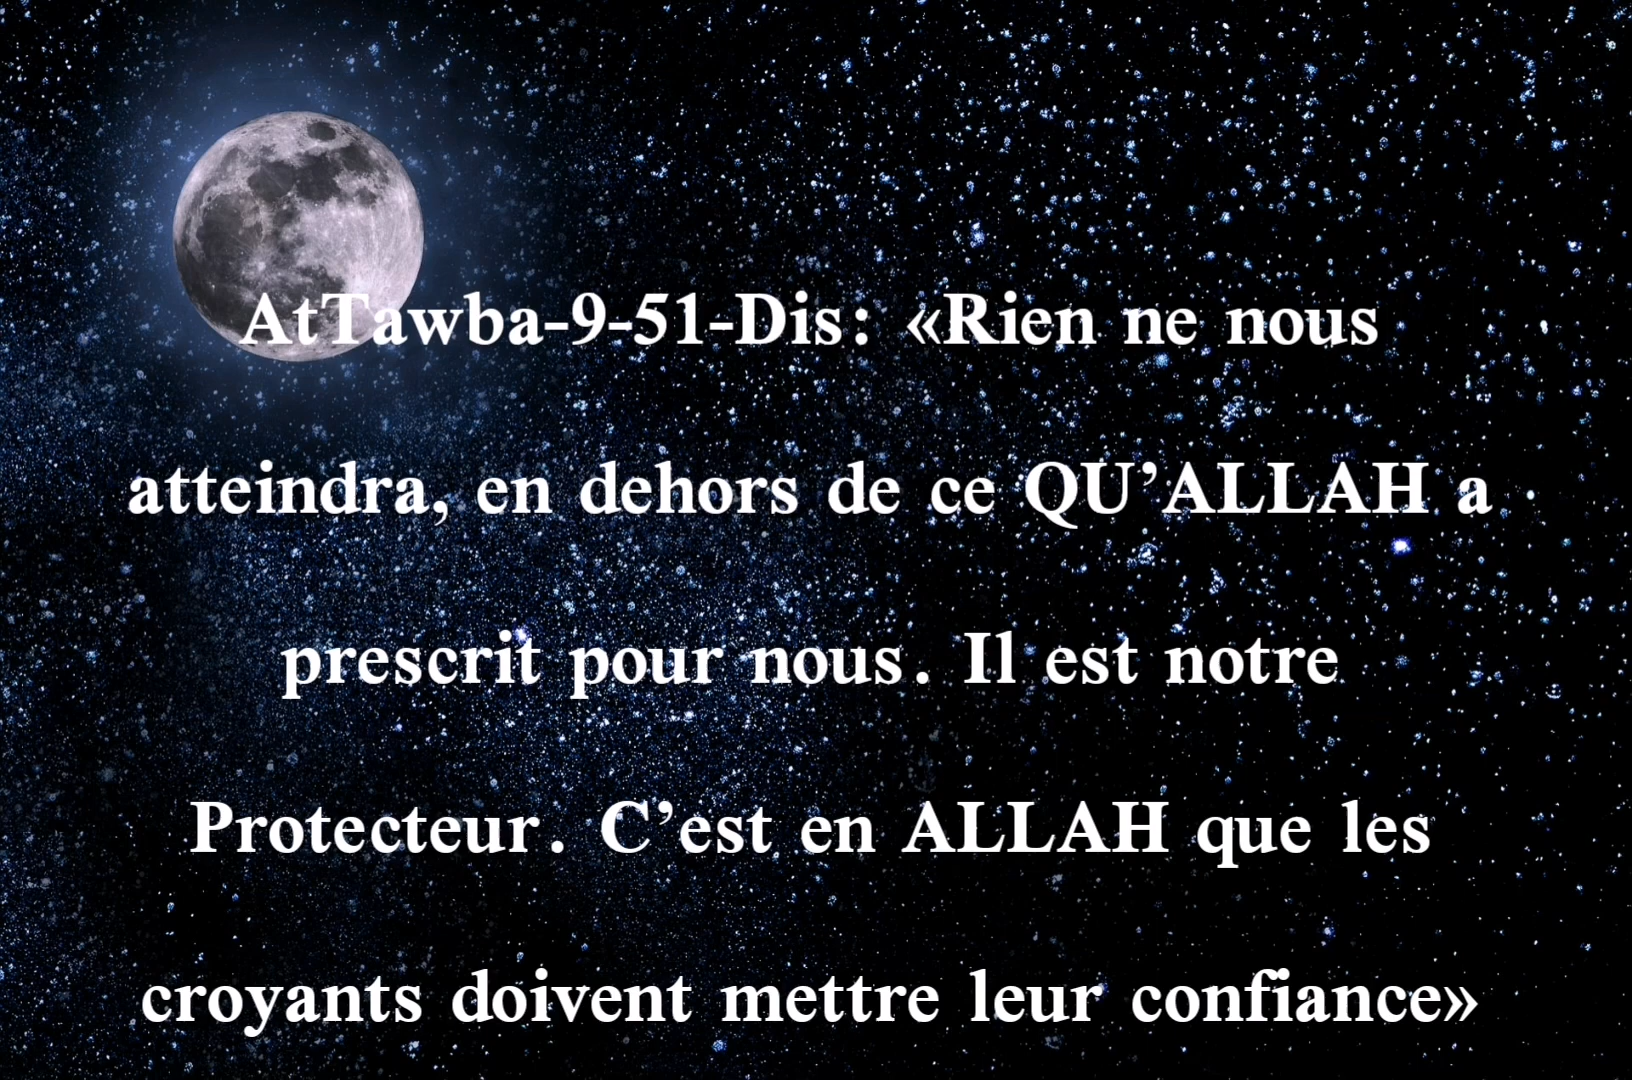 AtTawba-9-51-Dis: «Rien ne nous
atteindra, en dehors de ce QU’ALLAH a
prescrit pour nous. Il est notre
Protecteur. C’est en ALLAH que les
croyants doivent mettre leur confiance»